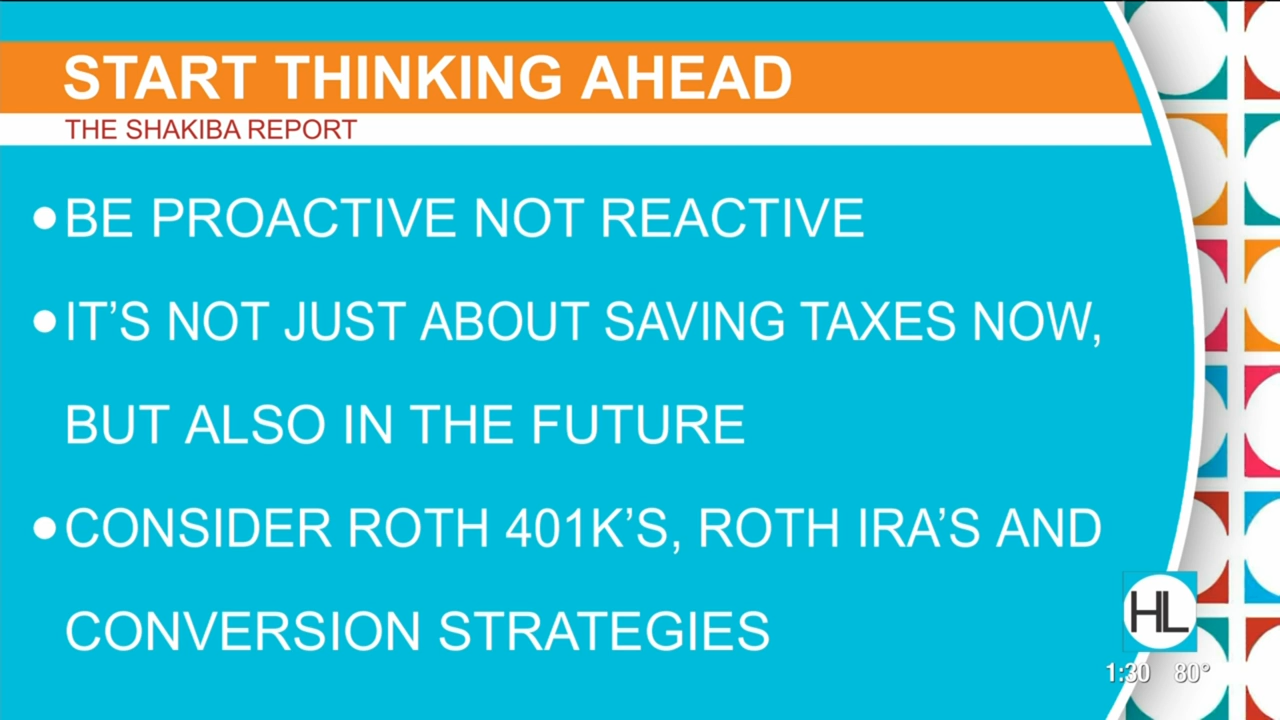 START THINKING AHEAD
THE SHAKIBA REPORT
●BE PROACTIVE NOT REACTIVE
●IT’S NOT JUST ABOUT SAVING TAXES NOW,
BUT ALSO IN THE FUTURE
●CONSIDER ROTH 401K’S, ROTH IRA’S AND
CONVERSION STRATEGIES
HL
1:30 80°